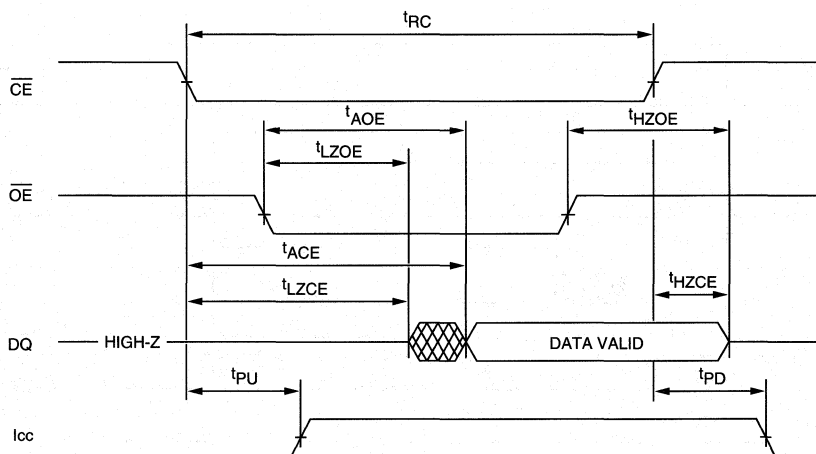 tRC
CE
tAOE
tHZOE
tLZOE
OE
tACE
tLZCE
tHZCE
DQ
HIGH-Z
DATA VALID
tPU
tPD
Icc